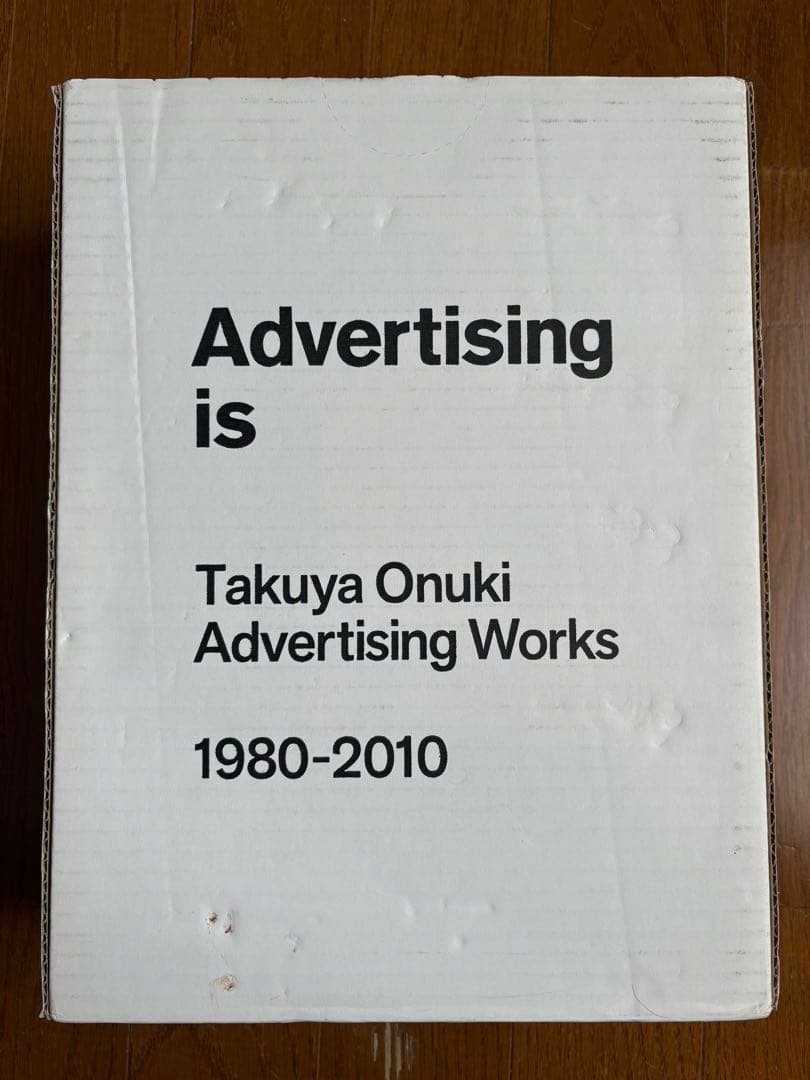 Advertising
is
Takuya Onuki
Advertising Works
1980-2010